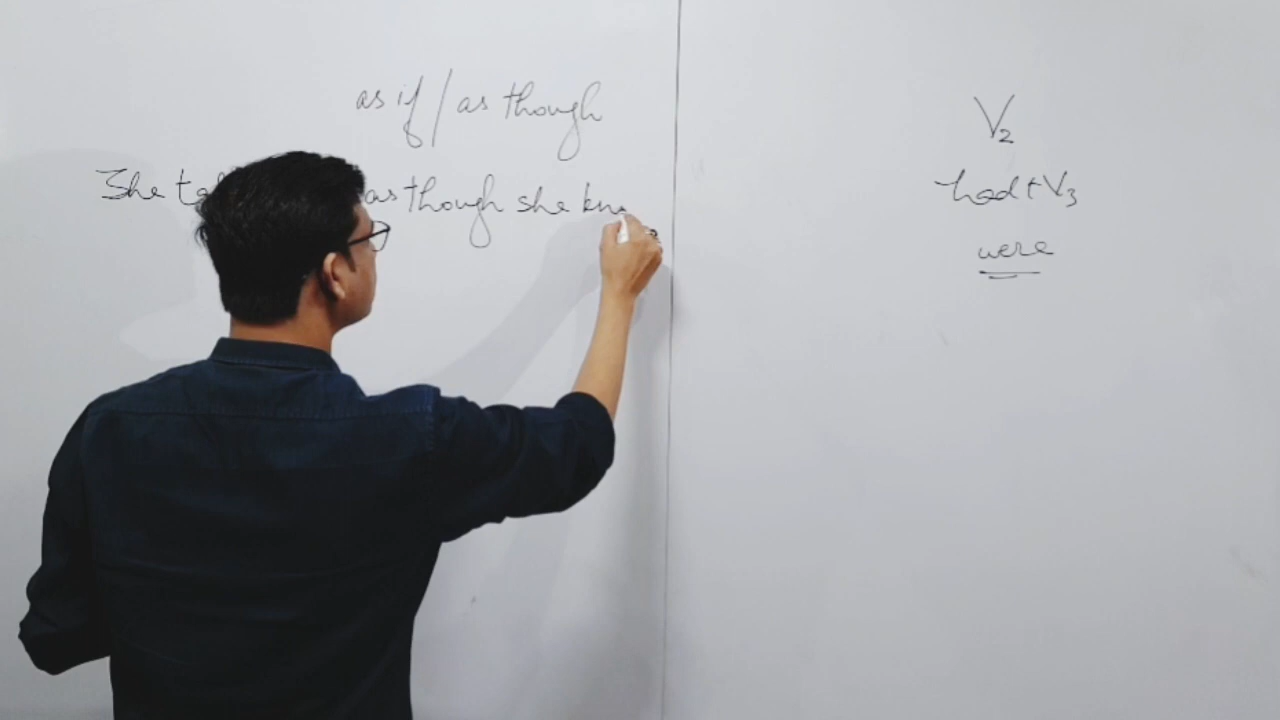 as if / as though
She as though she
V2
had + V3
were